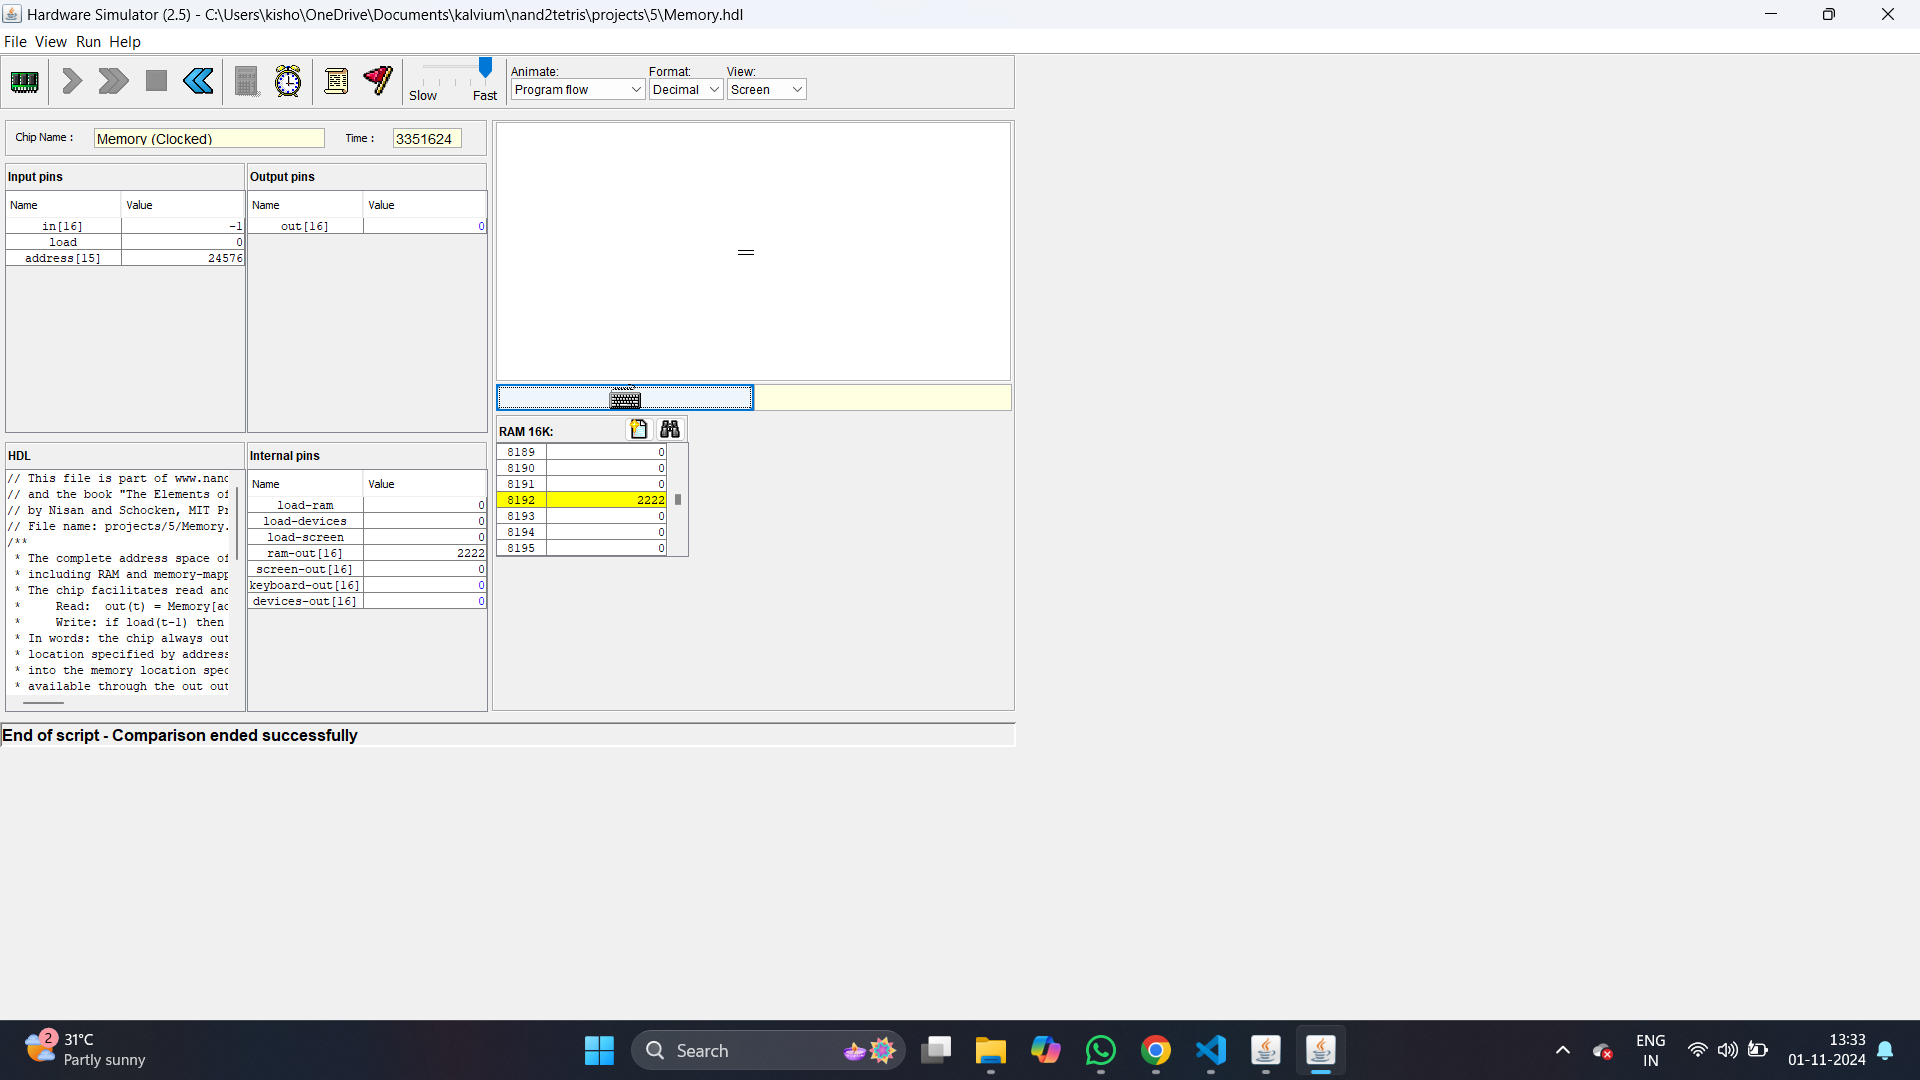 Hardware Simulator (2.5) - C:\Users\kisho\OneDrive\Documents\kalvium\nand2tetris\projects\5\Memory.hdl
File View Run Help
Slow Fast
Animate: Format: View:
Program flow Decimal Screen
Chip Name : Memory (Clocked) Time : 3351624
Input pins
Name Value
in[16] -1
load 0
address[15] 24576
Output pins
Name Value
out[16] 0
HDL
// This file is part of www.nand
// and the book "The Elements of
// by Nisan and Schocken, MIT Pr
// File name: projects/5/Memory.
/**
* The complete address space of
* including RAM and memory-mapp
* The chip facilitates read and
* Read: out(t) = Memory[ad
* Write: if load(t-1) then
* In words: the chip always out
* location specified by address
* into the memory location spec
* available through the out out
Internal pins
Name Value
load-ram 0
load-devices 0
load-screen 0
ram-out[16] 2222
screen-out[16] 0
keyboard-out[16] 0
devices-out[16] 0
RAM 16K:
8189 0
8190 0
8191 0
8192 2222
8193 0
8194 0
8195 0
End of script - Comparison ended successfully
2
31°C
Partly sunny
Search
ENG
IN
13:33
01-11-2024